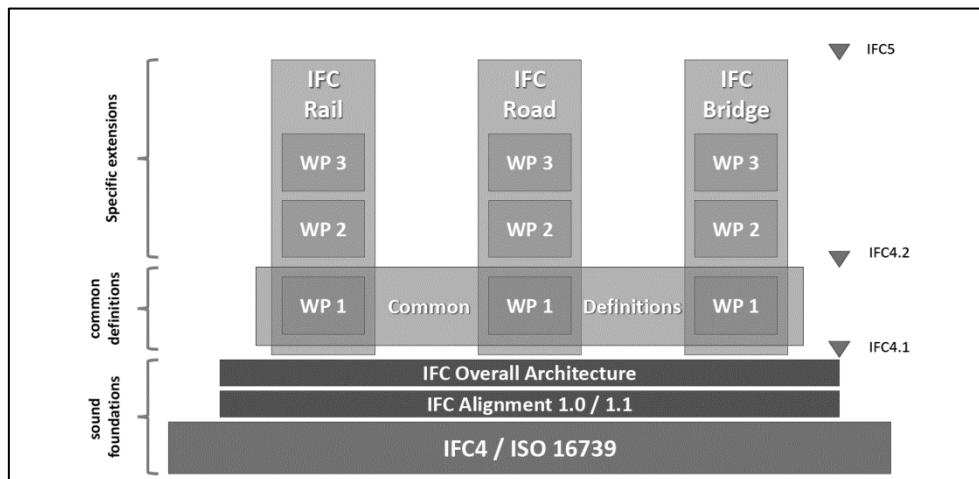 IFC5
IFC
Rail
IFC
Road
IFC
Bridge
Specific extensions
WP 3
WP 3
WP 3
WP 2
WP 2
WP 2
IFC4.2
common
definitions
WP 1
Common
WP 1
Definitions
WP 1
IFC4.1
sound
foundations
IFC Overall Architecture
IFC Alignment 1.0 / 1.1
IFC4 / ISO 16739